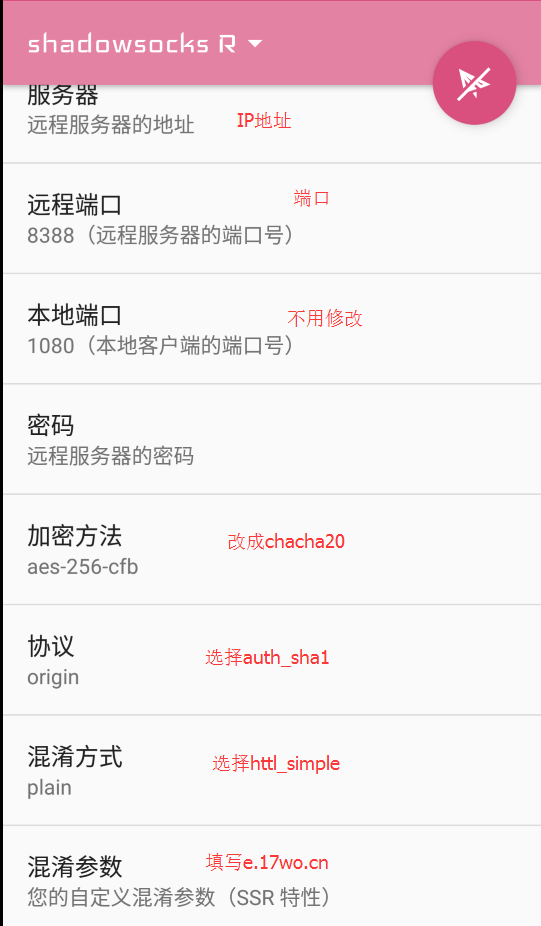 shadowsocks R
服务器
远程服务器的地址
IP地址
远程端口
端口
8388（远程服务器的端口号）
本地端口
不用修改
1080（本地客户端的端口号）
密码
远程服务器的密码
加密方法
改成chacha20
aes-256-cfb
协议
选择auth_sha1
origin
混淆方式
选择httl_simple
plain
混淆参数
填写e.17wo.cn
您的自定义混淆参数（SSR 特性）